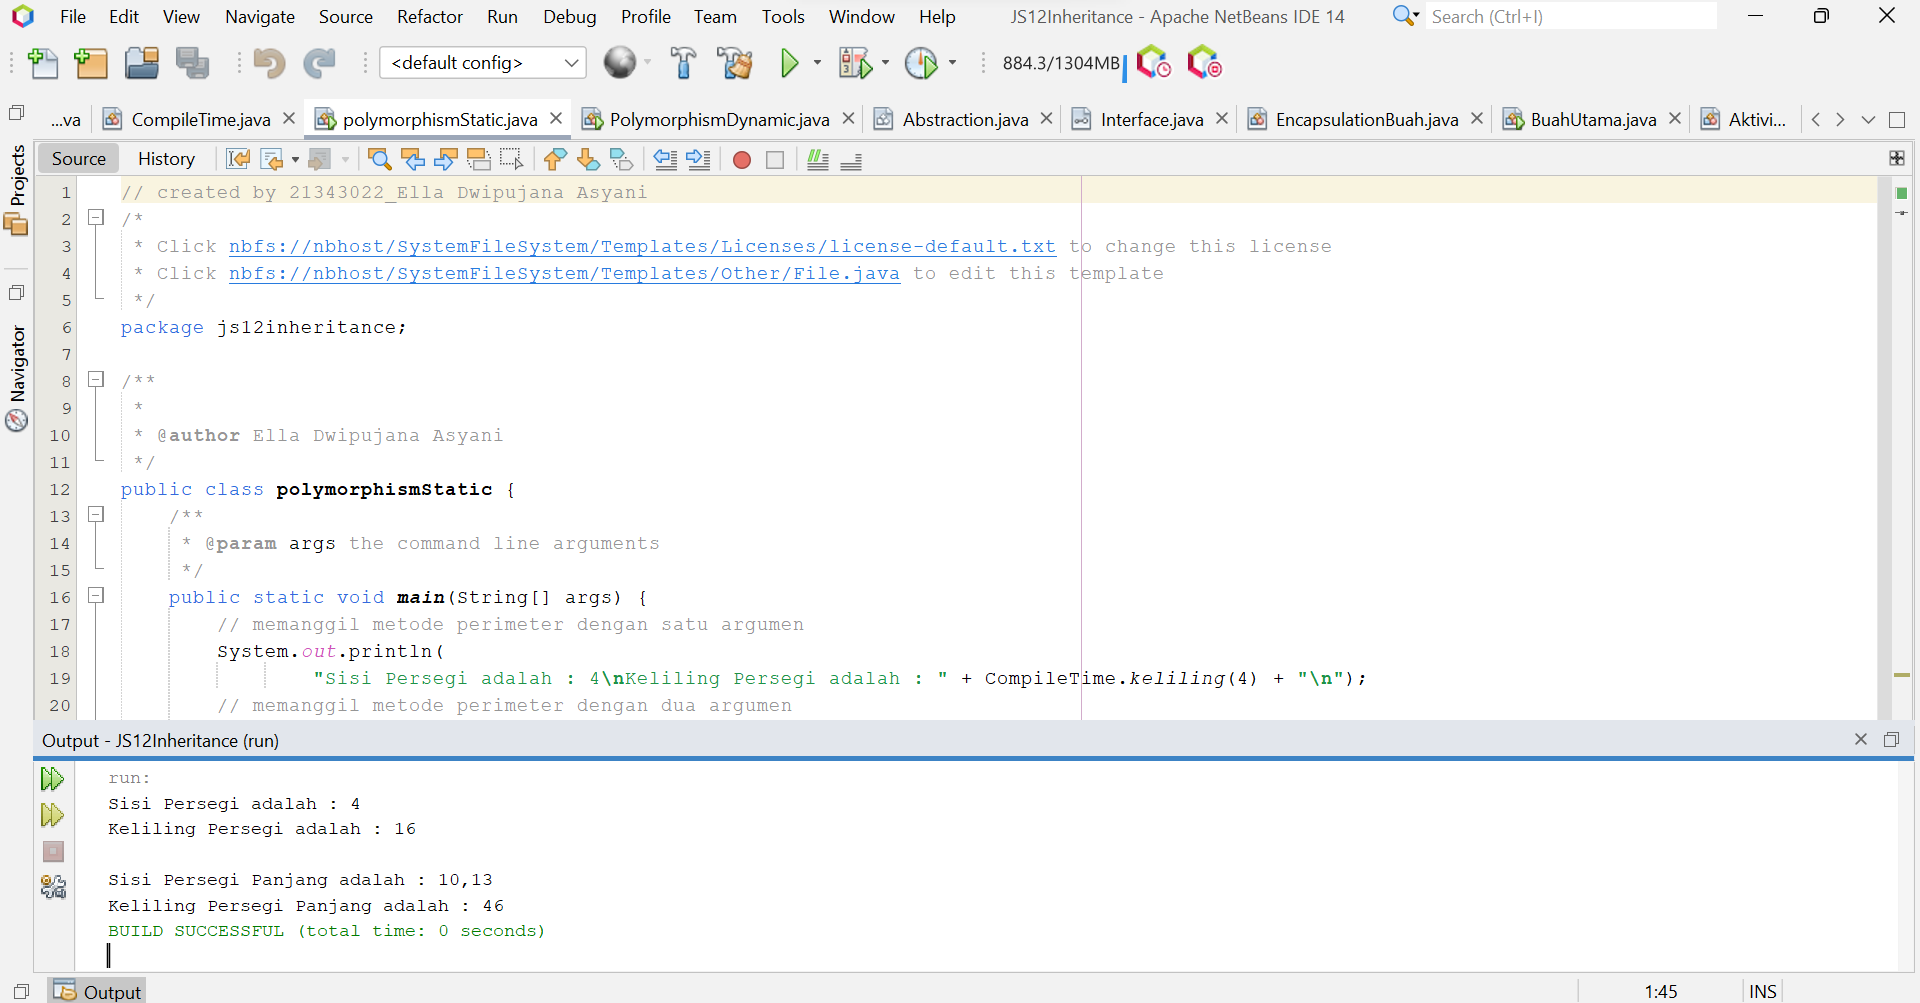 File Edit View Navigate Source Refactor Run Debug Profile Team Tools Window Help JS12Inheritance - Apache NetBeans IDE 14 Search (Ctrl+I)
<default config> 884.3/1304MB
...va CompileTime.java polymorphismStatic.java PolymorphismDynamic.java Abstraction.java Interface.java EncapsulationBuah.java BuahUtama.java Aktivi...
Source History
Projects
Navigator
1 // created by 21343022_Ella Dwipujana Asyani
2 /*
3 * Click nbfs://nbhost/SystemFileSystem/Templates/Licenses/license-default.txt to change this license
4 * Click nbfs://nbhost/SystemFileSystem/Templates/Other/File.java to edit this template
5 */
6 package js12inheritance;
7
8 /**
9 *
10 * @author Ella Dwipujana Asyani
11 */
12 public class polymorphismStatic {
13 /**
14 * @param args the command line arguments
15 */
16 public static void main(String[] args) {
17 // memanggil metode perimeter dengan satu argumen
18 System.out.println(
19 "Sisi Persegi adalah : 4\nKeliling Persegi adalah : " + CompileTime.keliling(4) + "\n");
20 // memanggil metode perimeter dengan dua argumen
Output - JS12Inheritance (run)
run:
Sisi Persegi adalah : 4
Keliling Persegi adalah : 16
Sisi Persegi Panjang adalah : 10,13
Keliling Persegi Panjang adalah : 46
BUILD SUCCESSFUL (total time: 0 seconds)
Output 1:45 INS